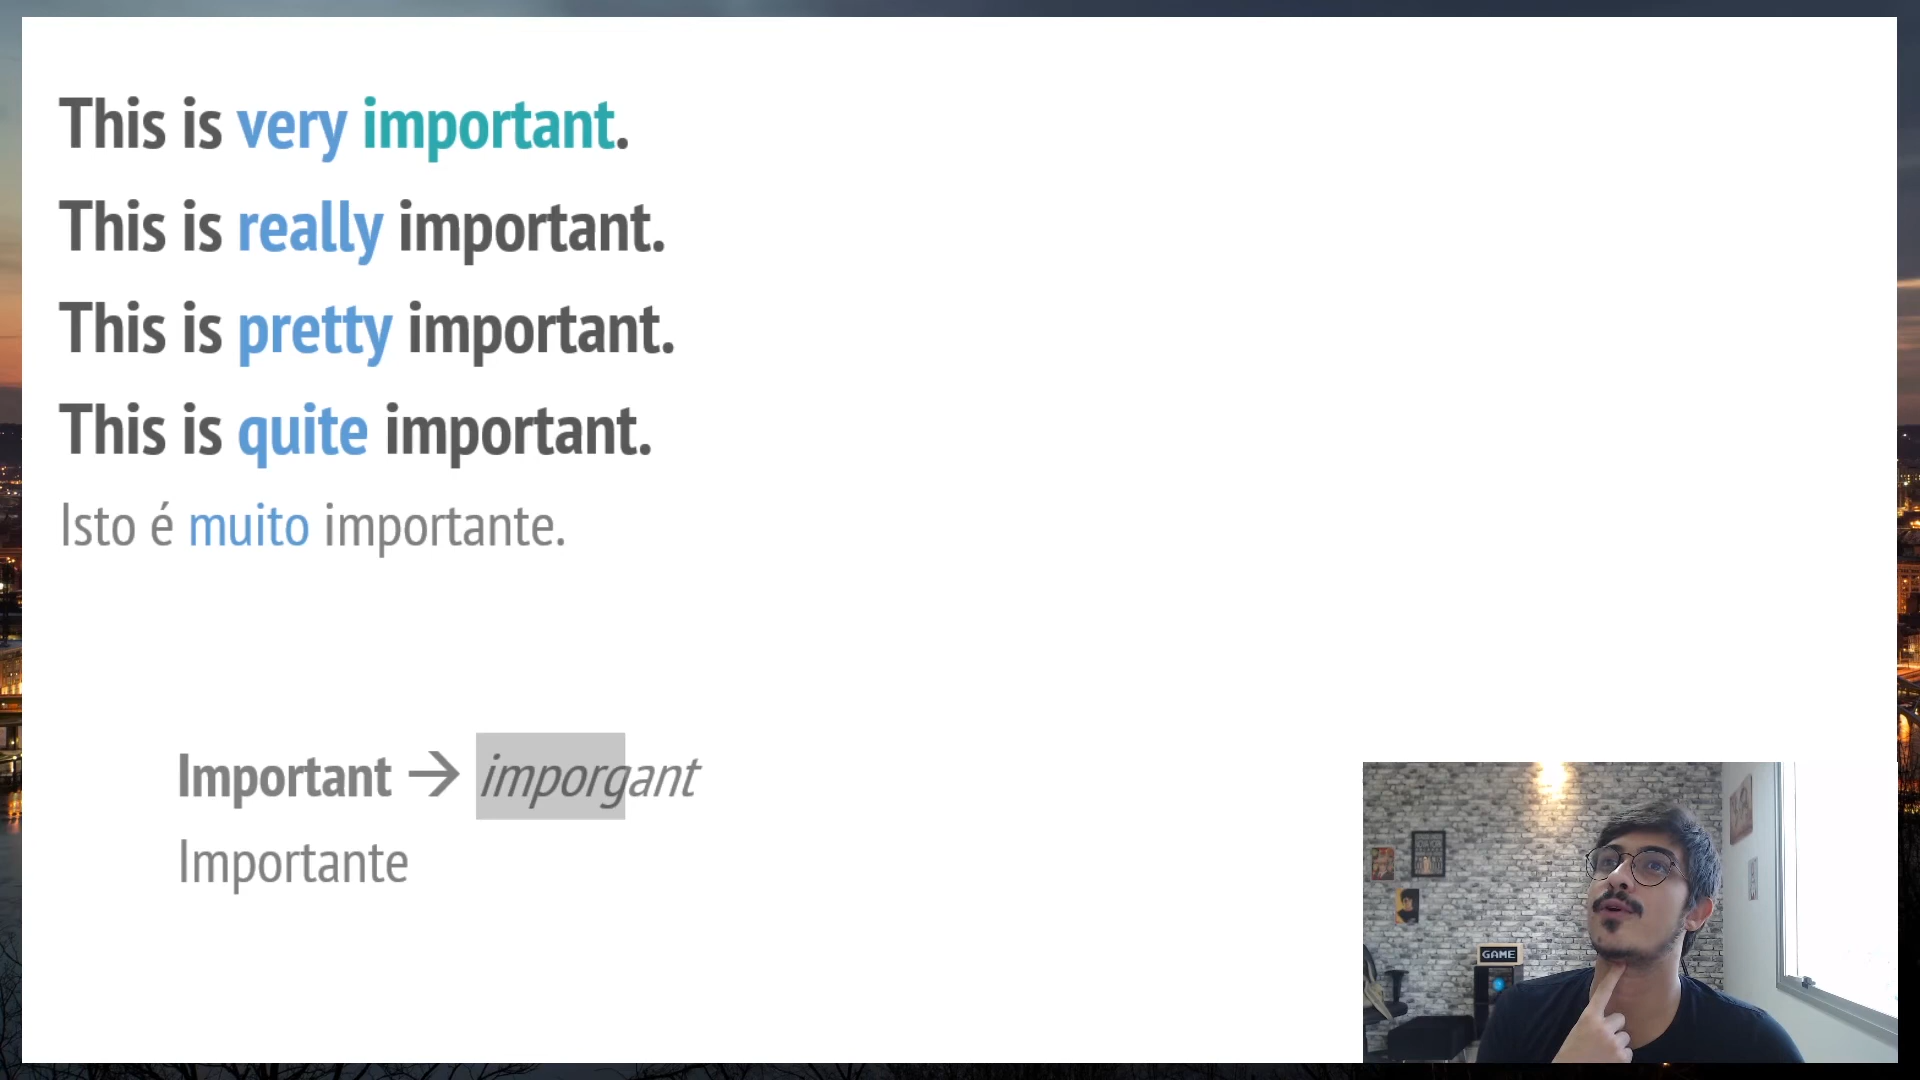 This is very important.
This is really important.
This is pretty important.
This is quite important.
Isto é muito importante.
Important → imporgant
Importante
GAME